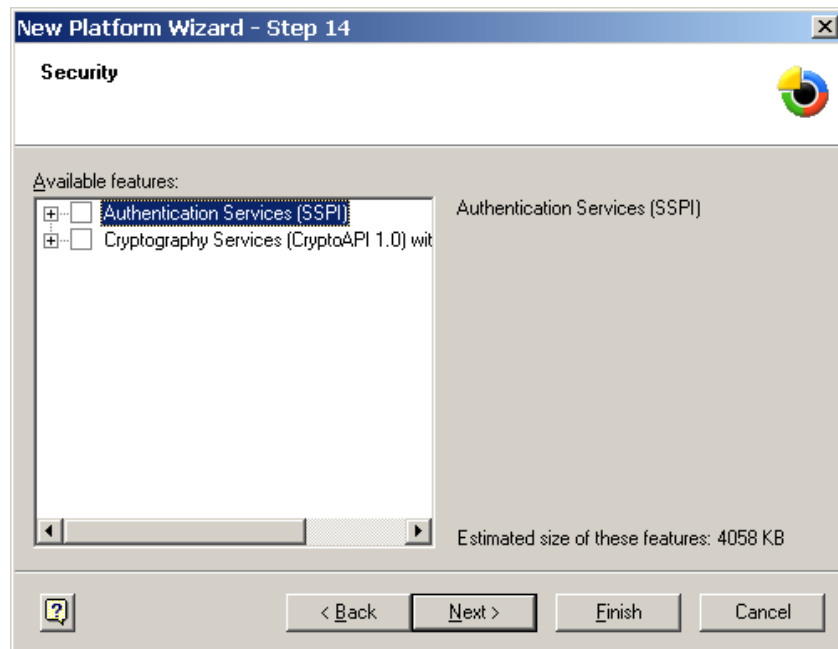 New Platform Wizard - Step 14
Security
Available features:
Authentication Services (SSPI)
Cryptography Services (CryptoAPI 1.0) wit
Authentication Services (SSPI)
Estimated size of these features: 4058 KB
< Back
Next >
Finish
Cancel